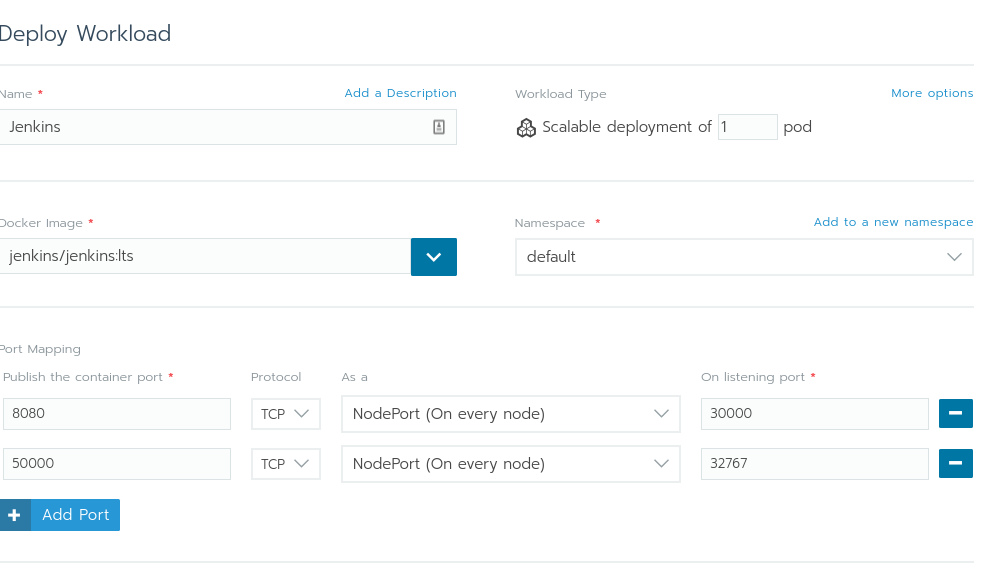 Deploy Workload
Name * Add a Description
Workload Type More options
Jenkins
Scalable deployment of 1 pod
Docker Image *
Namespace * Add to a new namespace
jenkins/jenkins:lts
default
Port Mapping
Publish the container port * Protocol As a On listening port *
8080 TCP NodePort (On every node) 30000
50000 TCP NodePort (On every node) 32767
+ Add Port